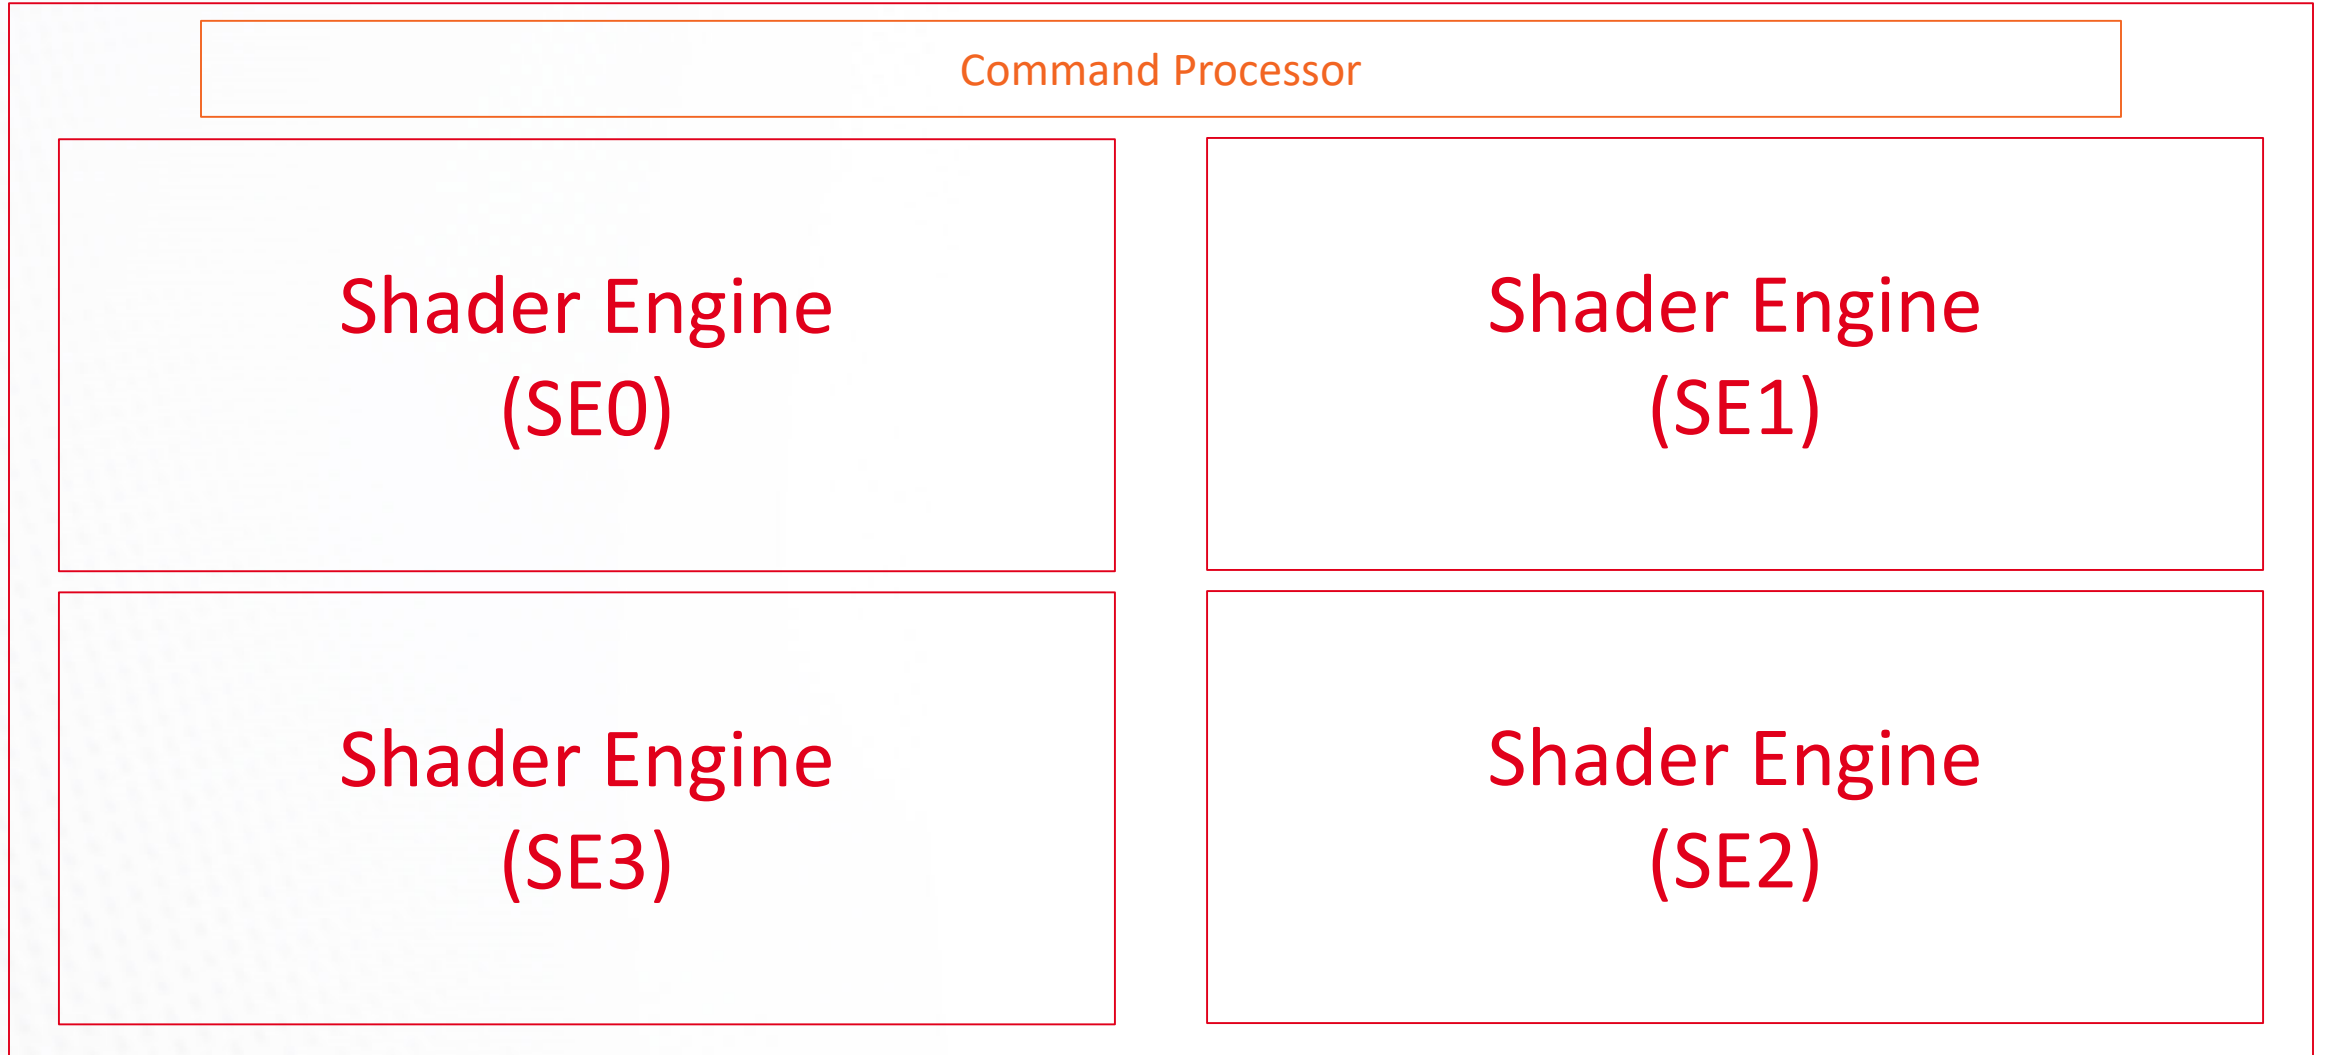 Command Processor
Shader Engine
(SE0)
Shader Engine
(SE1)
Shader Engine
(SE3)
Shader Engine
(SE2)